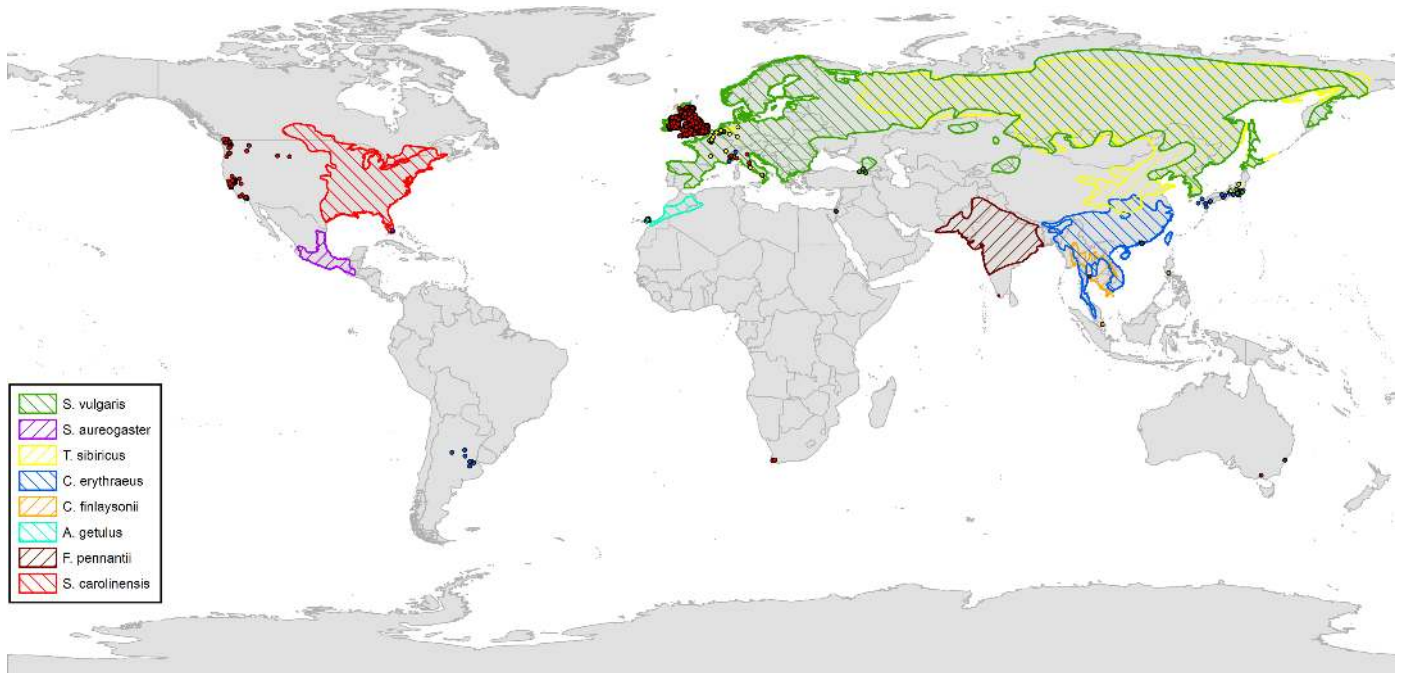 S. vulgaris
S. aureogaster
T. sibiricus
C. erythraeus
C. finlaysonii
A. getulus
F. pennantii
S. carolinensis